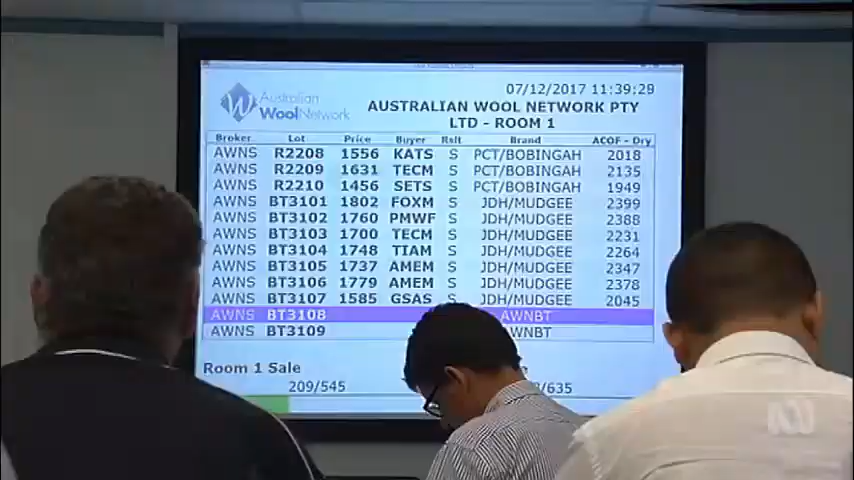 07/12/2017 11:39:29
Australian
WoolNetwork
AUSTRALIAN WOOL NETWORK PTY
LTD - ROOM 1
Broker Lot Price Buyer Rslt Brand ACOF - Dry
AWNS R2208 1556 KATS S PCT/BOBINGAH 2018
AWNS R2209 1631 TECM S PCT/BOBINGAH 2135
AWNS R2210 1456 SETS S PCT/BOBINGAH 1949
AWNS BT3101 1802 FOXM S JDH/MUDGEE 2399
AWNS BT3102 1760 PMWF S JDH/MUDGEE 2388
AWNS BT3103 1700 TECM S JDH/MUDGEE 2231
AWNS BT3104 1748 TIAM S JDH/MUDGEE 2264
AWNS BT3105 1737 AMEM S JDH/MUDGEE 2347
AWNS BT3106 1779 AMEM S JDH/MUDGEE 2378
AWNS BT3107 1585 GSAS S JDH/MUDGEE 2045
AWNS BT3108 AWNBT
AWNS BT3109 AWNBT
Room 1 Sale
209/545 /635